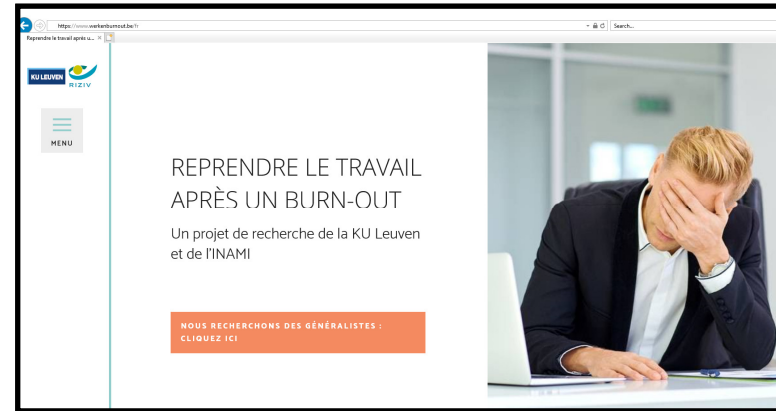 https://www.werkenburnout.be/fr
Search...
Reprendre le travail après u...
KU LEUVEN
RIZIV
MENU
REPRENDRE LE TRAVAIL
APRÈS UN BURN-OUT
Un projet de recherche de la KU Leuven
et de l'INAMI
NOUS RECHERCHONS DES GÉNÉRALISTES :
CLIQUEZ ICI